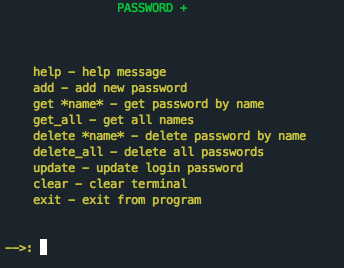 PASSWORD +
help – help message
add – add new password
get *name* – get password by name
get_all – get all names
delete *name* – delete password by name
delete_all – delete all passwords
update – update login password
clear – clear terminal
exit – exit from program
—>: